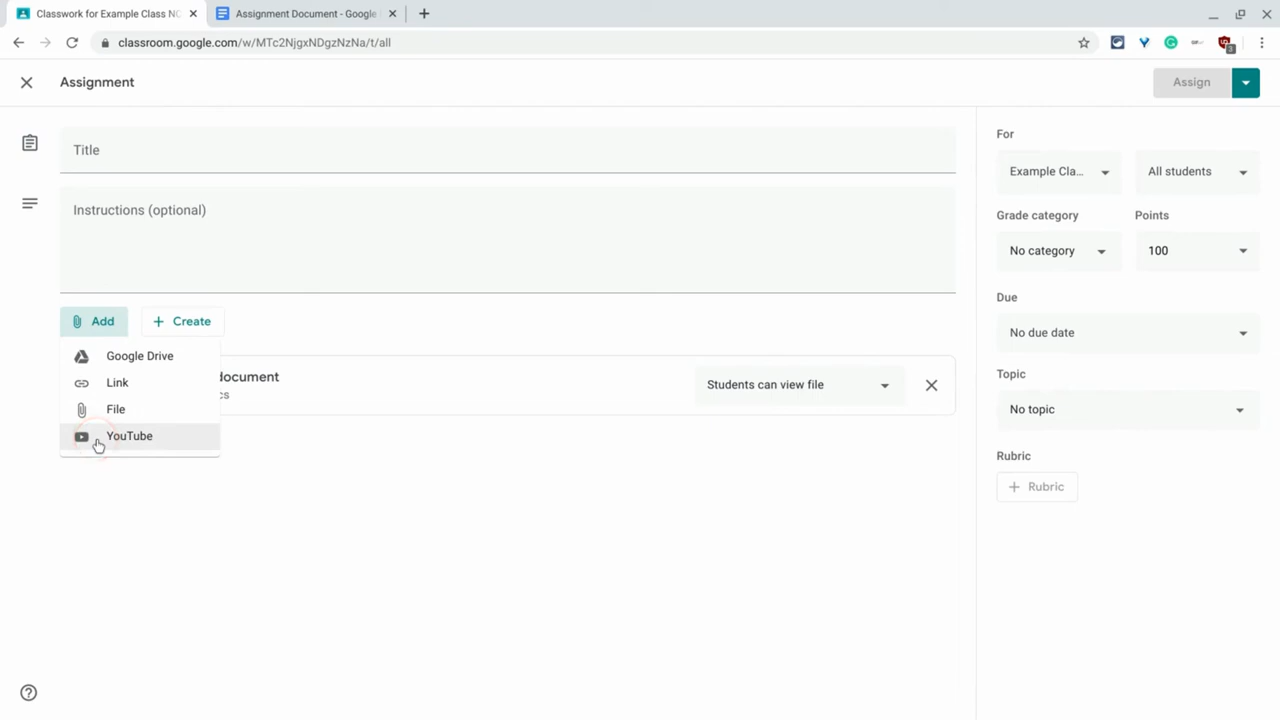 Classwork for Example Class NC
Assignment Document - Google
classroom.google.com/w/MTc2NjgxNDgzNzNa/t/all
3
Assignment
Assign
Title
Instructions (optional)
Add
Create
Google Drive
Link
File
YouTube
document
cs
Students can view file
For
Example Cla...
All students
Grade category
Points
No category
100
Due
No due date
Topic
No topic
Rubric
Rubric